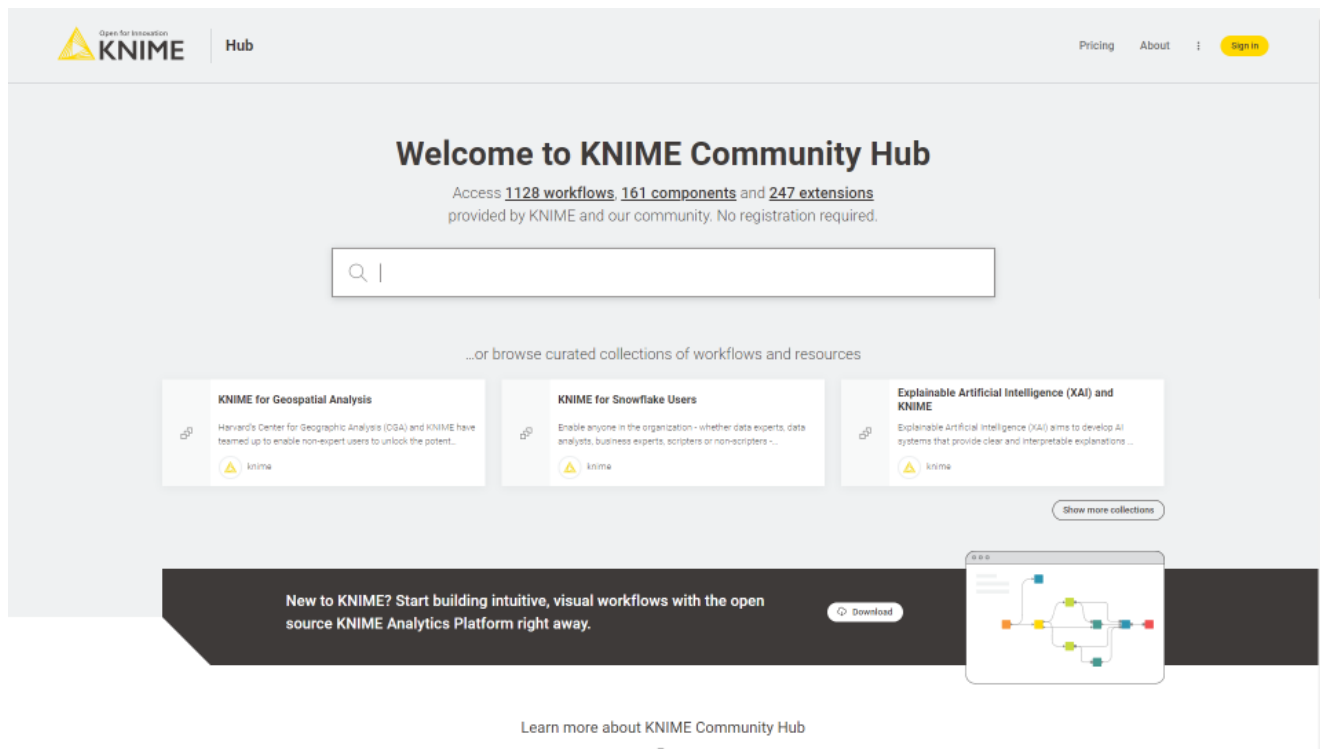 Open for Innovation
KNIME
Hub
Pricing
About
Sign in
Welcome to KNIME Community Hub
Access 1128 workflows, 161 components and 247 extensions
provided by KNIME and our community. No registration required.
...or browse curated collections of workflows and resources
KNIME for Geospatial Analysis
Harvard's Center for Geographic Analysis (CGA) and KNIME have
teamed up to enable non-expert users to unlock the potent...
knime
KNIME for Snowflake Users
Enable anyone in the organization - whether data experts, data
analysts, business experts, scripters or non-scripters -...
knime
Explainable Artificial Intelligence (XAI) and
KNIME
Explainable Artificial Intelligence (XAI) aims to develop AI
systems that provide clear and interpretable explanations ...
knime
Show more collections
New to KNIME? Start building intuitive, visual workflows with the open
source KNIME Analytics Platform right away.
Download
Learn more about KNIME Community Hub